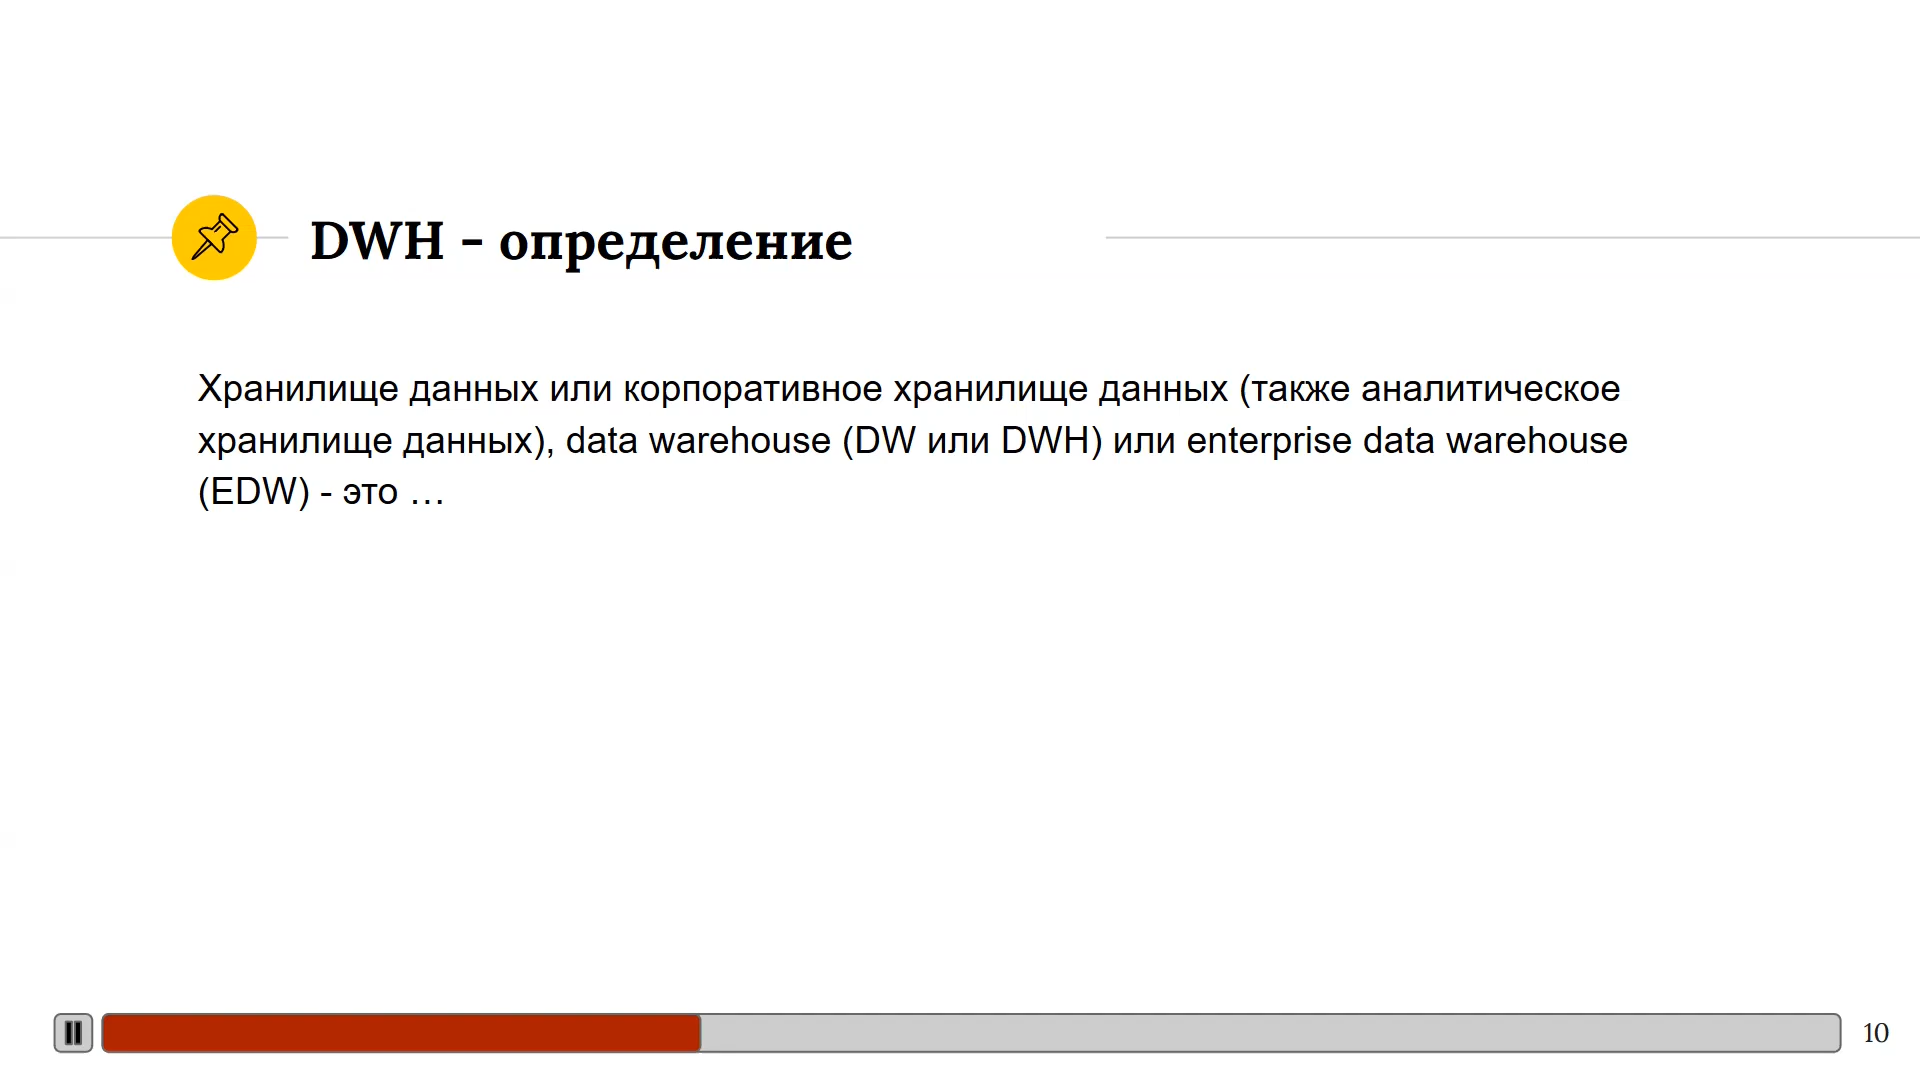 DWH - определение
Хранилище данных или корпоративное хранилище данных (также аналитическое
хранилище данных), data warehouse (DW или DWH) или enterprise data warehouse
(EDW) - это …
10